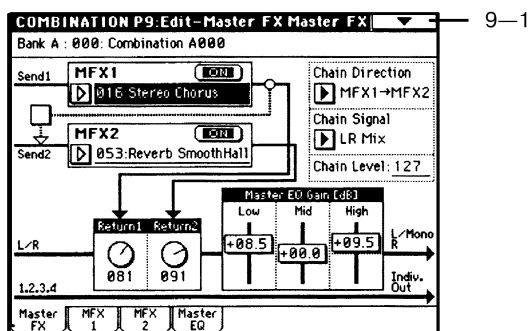 COMBINATION P9:Edit-Master FX Master FX
9—1
Bank A : 000: Combination A000
Send1
MFX1
ON
016 Stereo Chorus
Send2
MFX2
ON
053:Reverb SmoothHall
Chain Direction
MFX1→MFX2
Chain Signal
LR Mix
Chain Level: 127
Master EQ Gain [dB]
Low Mid High
+08.5 +00.0 +09.5
Return1 Return2
081 091
L/R
L/Mono
R
1.2.3.4
Indiv.
Out
Master FX
MFX 1
MFX 2
Master EQ